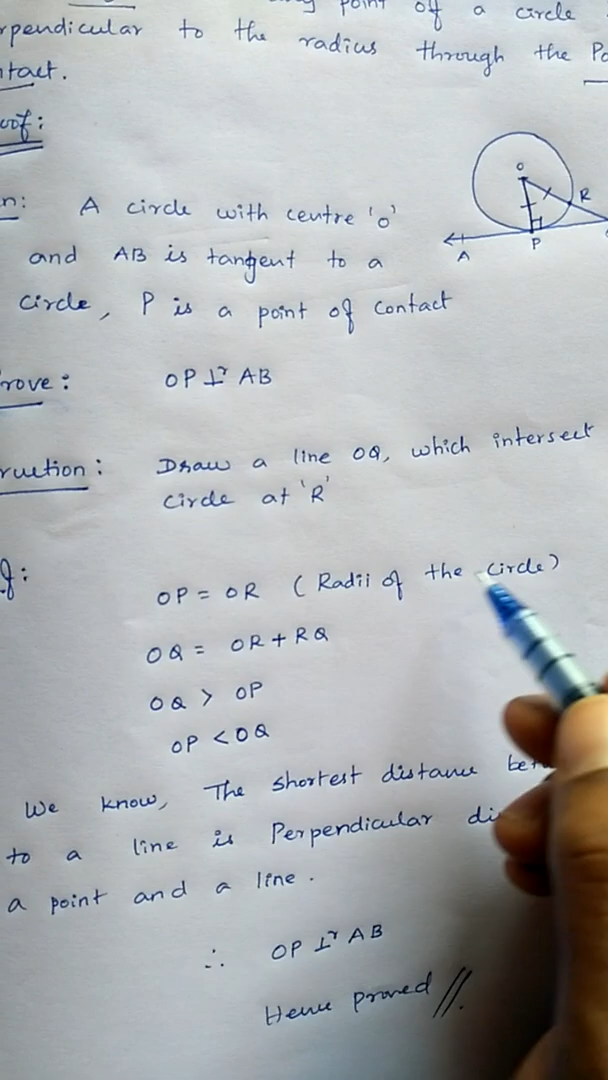 point of a circle
rpendicular to the radius through the Po
ntact.
oof:
n: A circle with centre 'o'
and AB is tangent to a
circle, P is a point of contact
O
R
A
P
rove: OP ⊥r AB
ruction: Draw a line OQ, which intersect
circle at 'R'
f:
OP = OR (Radii of the circle)
OQ = OR + RQ
OQ > OP
OP < OQ
We know, The shortest distance
to a line is Perpendicular di
a point and a line.
∴ OP ⊥r AB
Hence proved //.